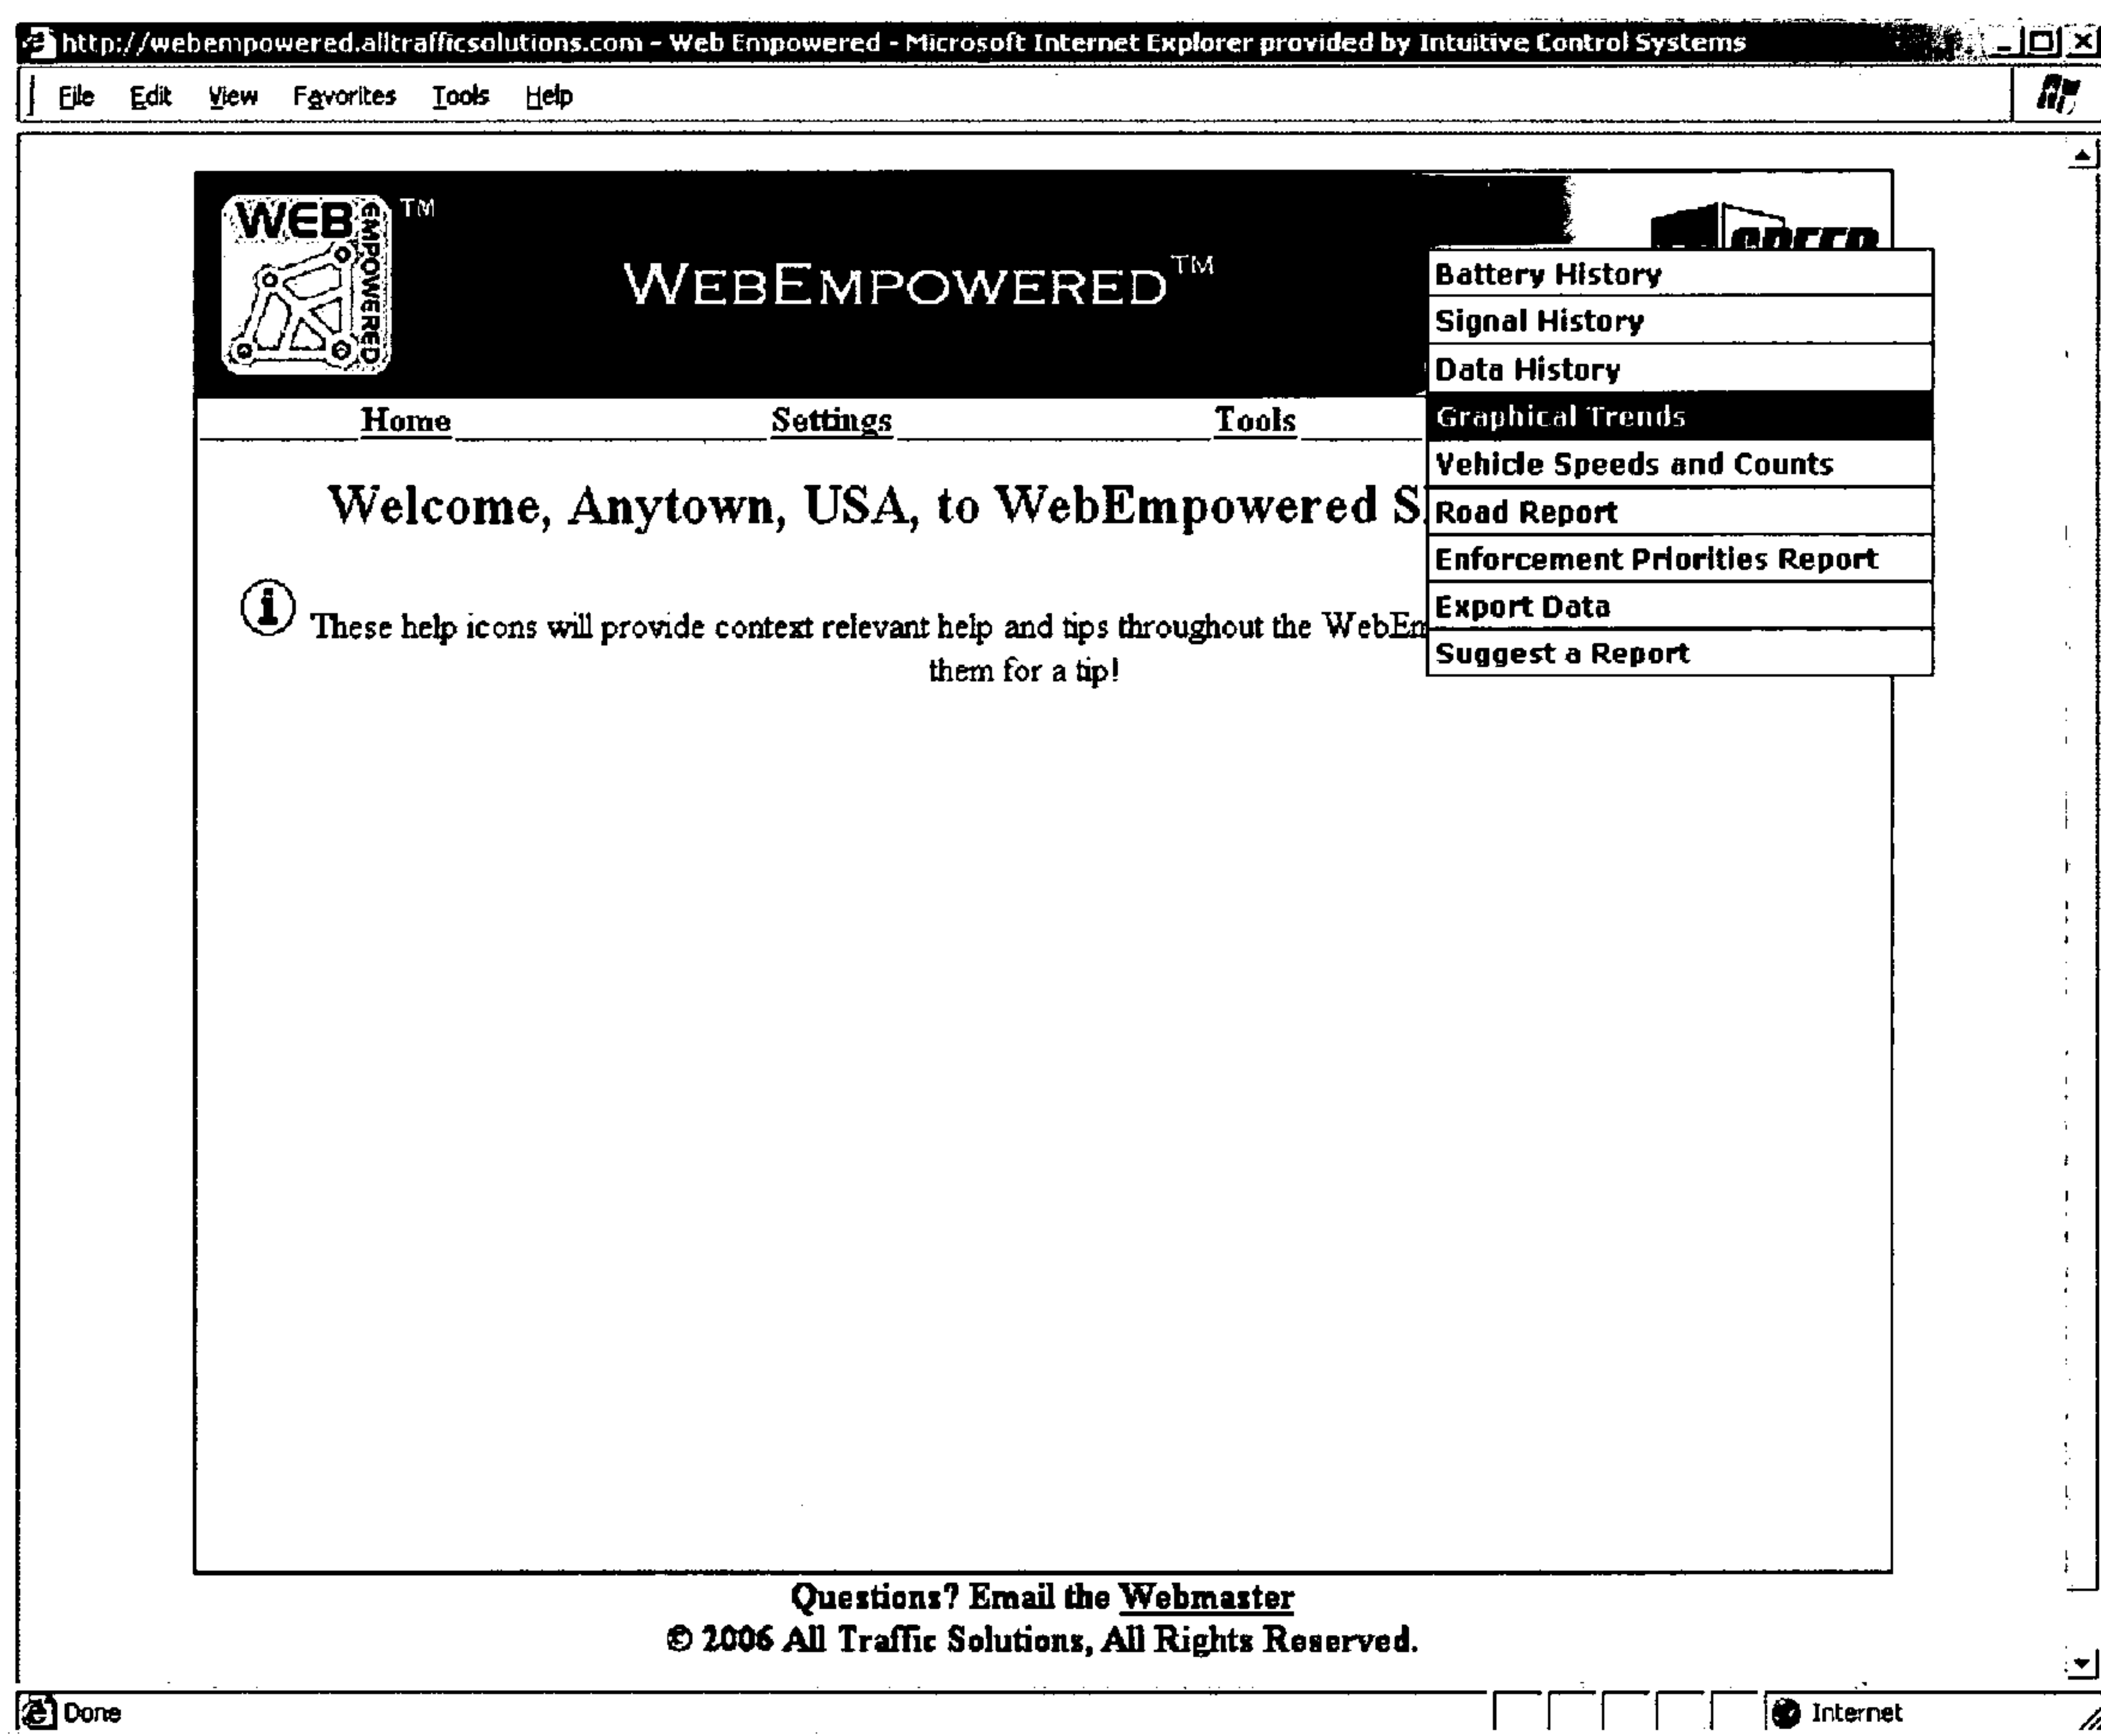 http://webempowered.alltrafficsolutions.com - Web Empowered - Microsoft Internet Explorer provided by Intuitive Control Systems
File Edit View Favorites Tools Help
WEB EMPOWERED TM
WEBEMPOWERED TM
Battery History
Signal History
Data History
Graphical Trends
Vehicle Speeds and Counts
Road Report
Enforcement Priorities Report
Export Data
Suggest a Report
Home Settings Tools
Welcome, Anytown, USA, to WebEmpowered S
These help icons will provide context relevant help and tips throughout the WebEm
them for a tip!
Questions? Email the Webmaster
© 2006 All Traffic Solutions, All Rights Reserved.
Done Internet